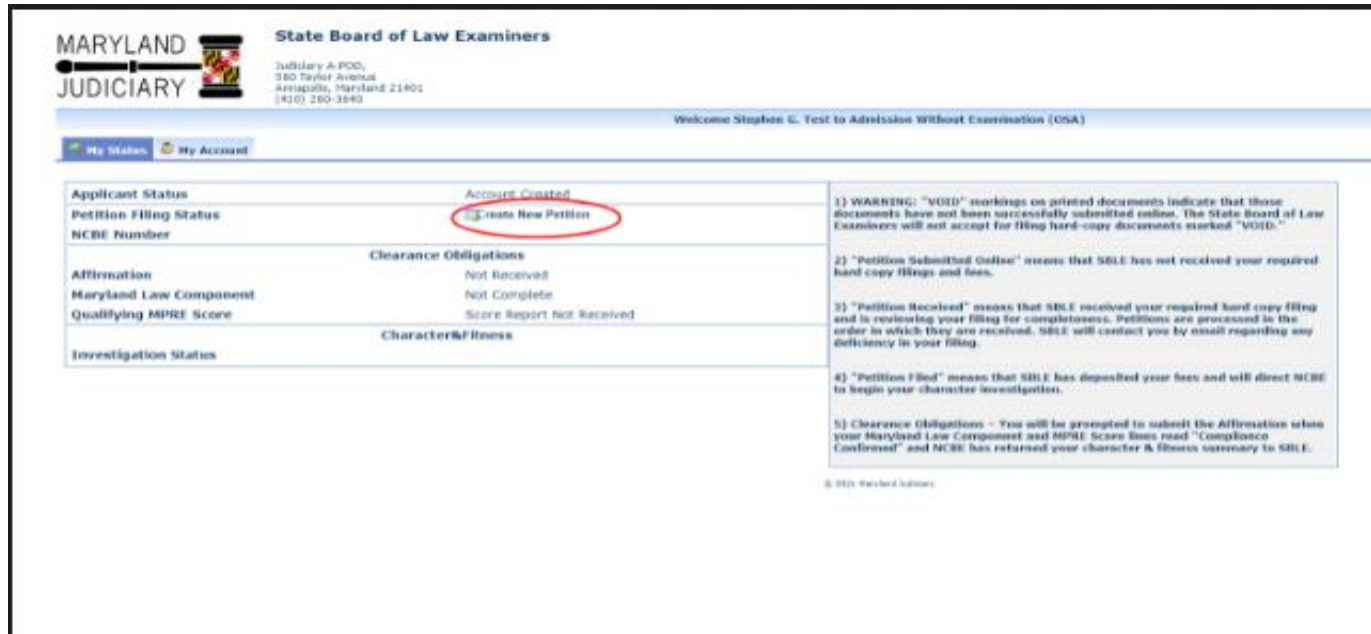 MARYLAND
JUDICIARY
State Board of Law Examiners
Judiciary A-POD,
580 Taylor Avenue
Annapolis, Maryland 21401
(410) 260-3640
Welcome Stephen G. Test to Admission Without Examination (OSA)
My Status
My Account
Applicant Status Account Created
Petition Filing Status Create New Petition
NCBE Number
Clearance Obligations
Affirmation Not Received
Maryland Law Component Not Complete
Qualifying MPRE Score Score Report Not Received
Character&Fitness
Investigation Status
1) WARNING: "VOID" markings on printed documents indicate that those
documents have not been successfully submitted online. The State Board of Law
Examiners will not accept for filing hard-copy documents marked "VOID."
2) "Petition Submitted Online" means that SBLE has not received your required
hard copy filings and fees.
3) "Petition Received" means that SBLE received your required hard copy filing
and is reviewing your filing for completeness. Petitions are processed in the
order in which they are received. SBLE will contact you by email regarding any
deficiency in your filing.
4) "Petition Filed" means that SBLE has deposited your fees and will direct NCBE
to begin your character investigation.
5) Clearance Obligations - You will be prompted to submit the Affirmation when
your Maryland Law Component and MPRE Score lines read "Compliance
Confirmed" and NCBE has returned your character & fitness summary to SBLE.
Maryland Judiciary